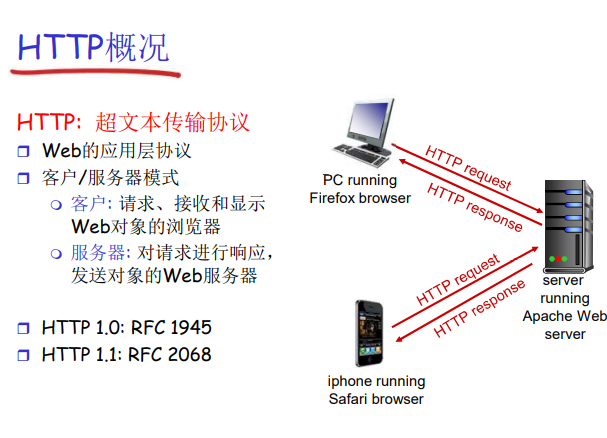 HTTP概况
HTTP: 超文本传输协议
Web的应用层协议
客户/服务器模式
客户: 请求、接收和显示
Web对象的浏览器
服务器: 对请求进行响应,
发送对象的Web服务器
HTTP 1.0: RFC 1945
HTTP 1.1: RFC 2068
PC running
Firefox browser
HTTP request
HTTP response
server
running
Apache Web
server
HTTP request
HTTP response
iphone running
Safari browser